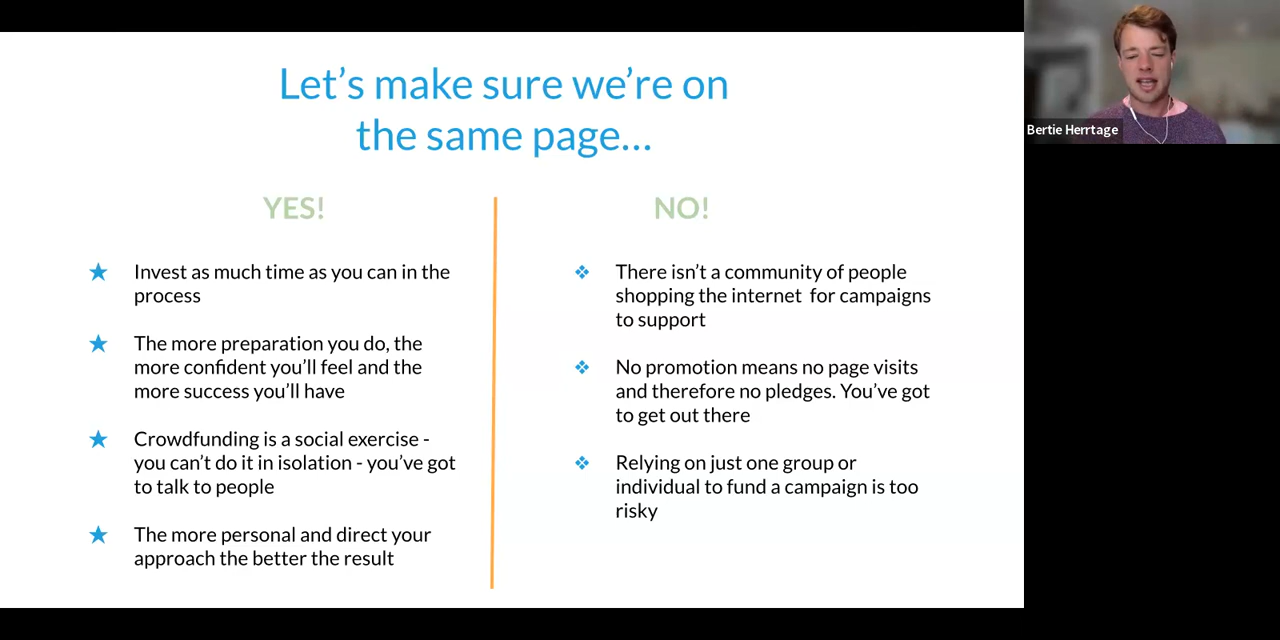 Let’s make sure we’re on
the same page...
YES!
Invest as much time as you can in the
process
The more preparation you do, the
more confident you’ll feel and the
more success you’ll have
Crowdfunding is a social exercise -
you can’t do it in isolation - you’ve got
to talk to people
The more personal and direct your
approach the better the result
NO!
There isn’t a community of people
shopping the internet  for campaigns
to support
No promotion means no page visits
and therefore no pledges. You’ve got
to get out there
Relying on just one group or
individual to fund a campaign is too
risky
Bertie Herrtage